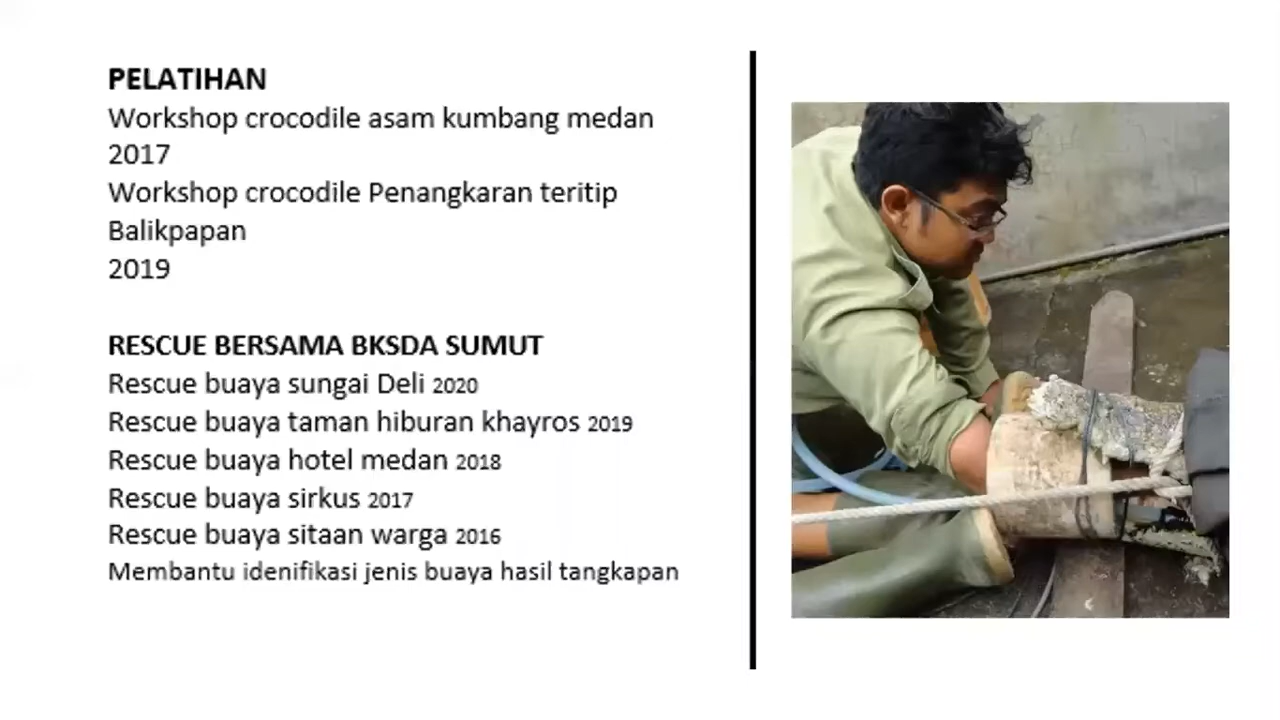 PELATIHAN
Workshop crocodile asam kumbang medan
2017
Workshop crocodile Penangkaran teritip
Balikpapan
2019
RESCUE BERSAMA BKSDA SUMUT
Rescue buaya sungai Deli 2020
Rescue buaya taman hiburan khayros 2019
Rescue buaya hotel medan 2018
Rescue buaya sirkus 2017
Rescue buaya sitaan warga 2016
Membantu idenifikasi jenis buaya hasil tangkapan